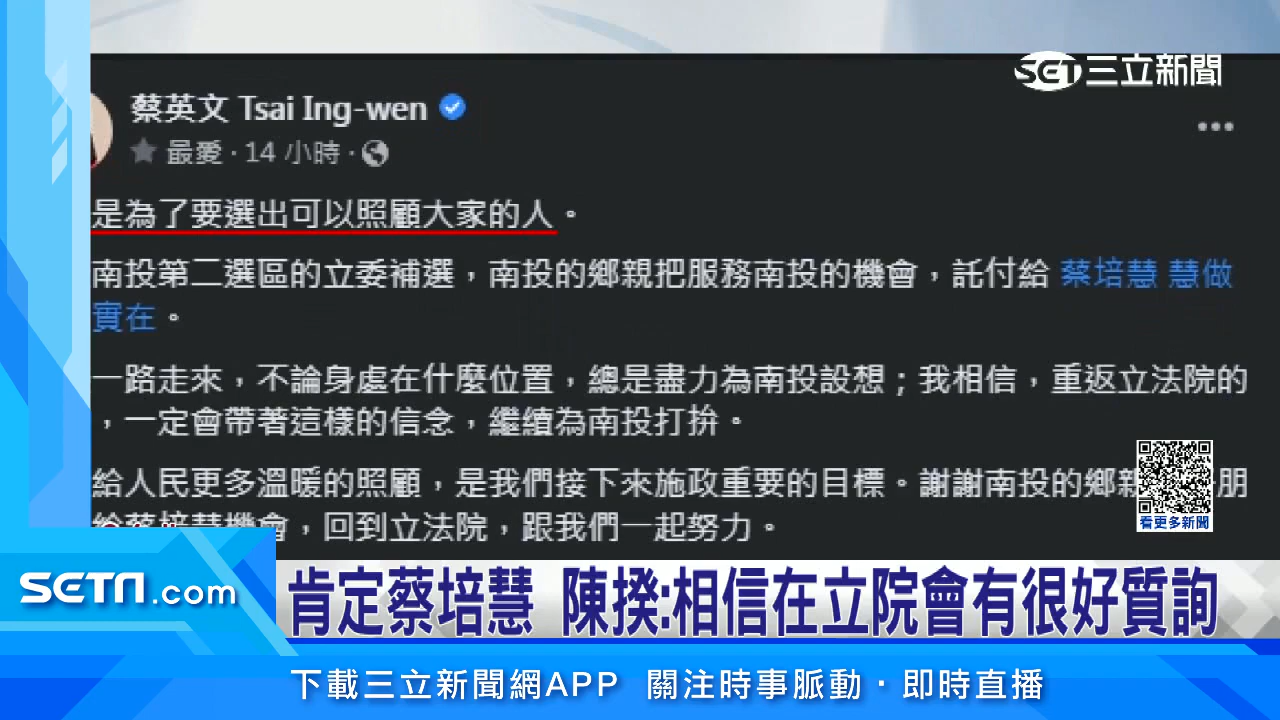 SET 三立新聞
蔡英文 Tsai Ing-wen
最愛 · 14 小時 ·
是為了要選出可以照顧大家的人。
南投第二選區的立委補選，南投的鄉親把服務南投的機會，託付給 蔡培慧 慧做
實在。
一路走來，不論身處在什麼位置，總是盡力為南投設想；我相信，重返立法院的
，一定會帶著這樣的信念，繼續為南投打拚。
給人民更多溫暖的照顧，是我們接下來施政重要的目標。謝謝南投的鄉親 朋
給蔡培慧機會，回到立法院，跟我們一起努力。
看更多新聞
SETN.com
肯定蔡培慧 陳揆:相信在立院會有很好質詢
下載三立新聞網APP 關注時事脈動·即時直播